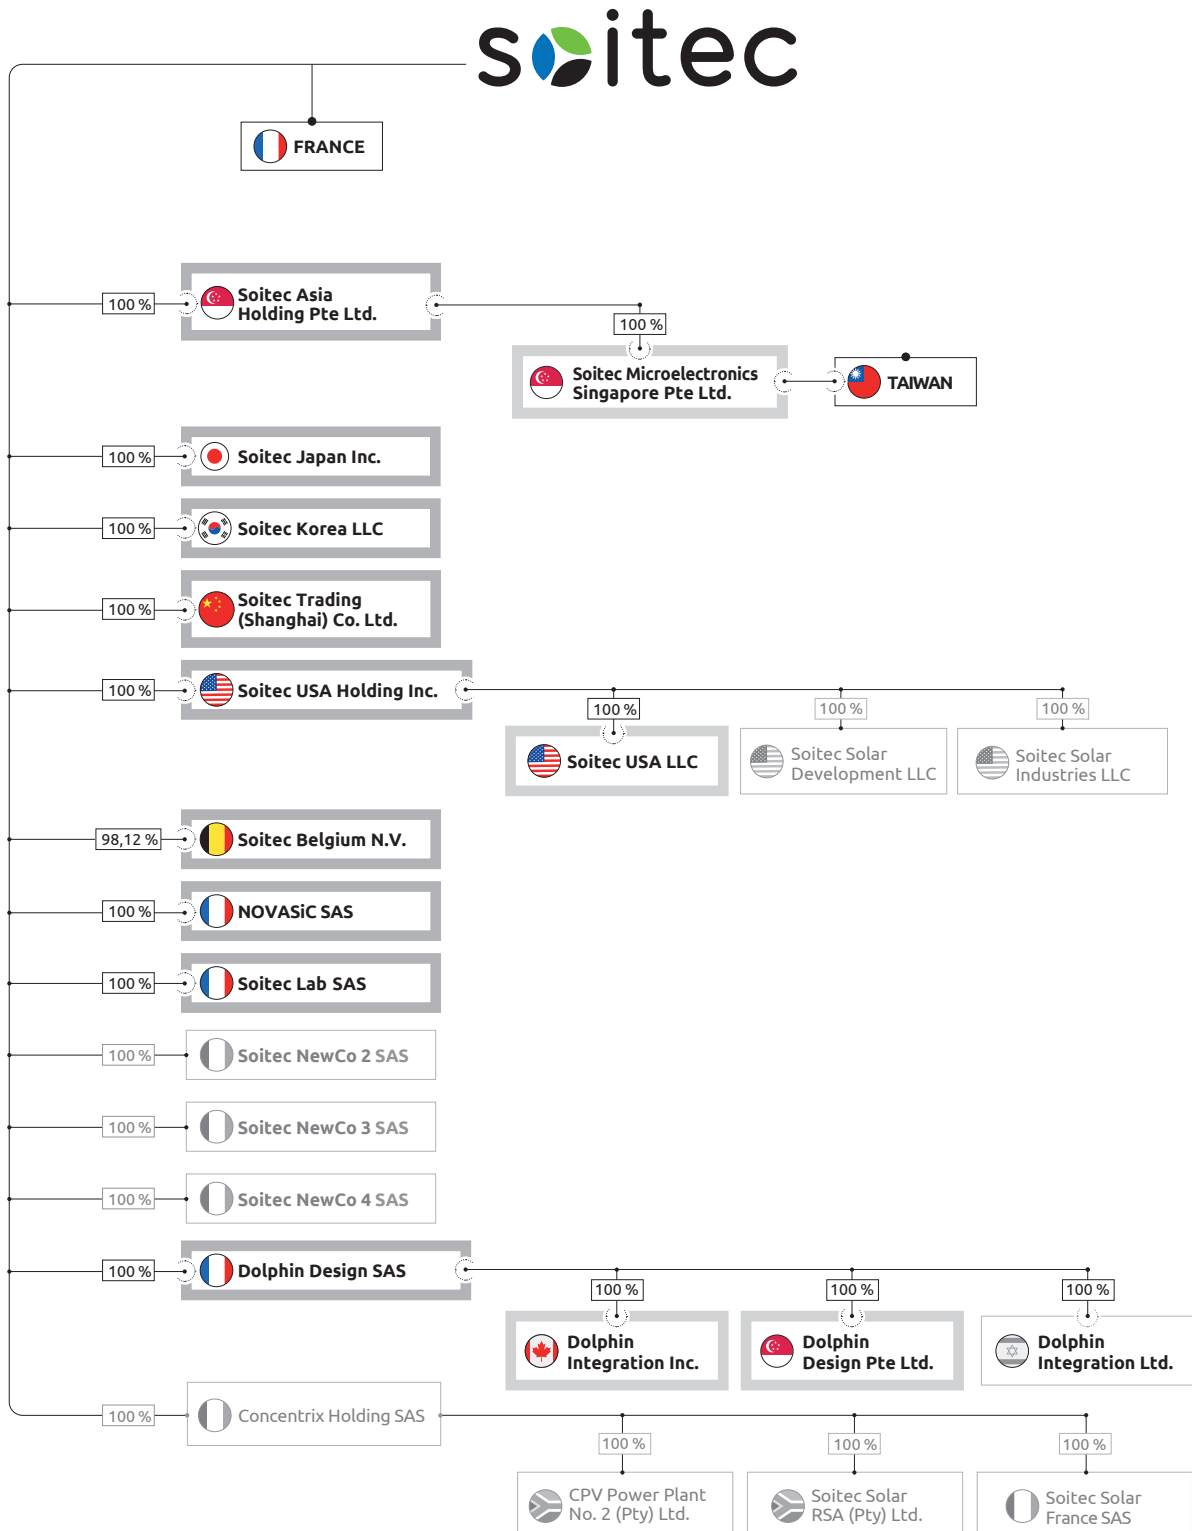 soitec
FRANCE
100 %
Soitec Asia
Holding Pte Ltd.
100 %
Soitec Microelectronics
Singapore Pte Ltd.
TAIWAN
100 %
Soitec Japan Inc.
100 %
Soitec Korea LLC
100 %
Soitec Trading
(Shanghai) Co. Ltd.
100 %
Soitec USA Holding Inc.
100 %
100 %
100 %
Soitec USA LLC
Soitec Solar
Development LLC
Soitec Solar
Industries LLC
98,12 %
Soitec Belgium N.V.
100 %
NOVASiC SAS
100 %
Soitec Lab SAS
100 %
Soitec NewCo 2 SAS
100 %
Soitec NewCo 3 SAS
100 %
Soitec NewCo 4 SAS
100 %
Dolphin Design SAS
100 %
100 %
100 %
Dolphin
Integration Inc.
Dolphin
Design Pte Ltd.
Dolphin
Integration Ltd.
100 %
Concentrix Holding SAS
100 %
100 %
100 %
CPV Power Plant
No. 2 (Pty) Ltd.
Soitec Solar
RSA (Pty) Ltd.
Soitec Solar
France SAS